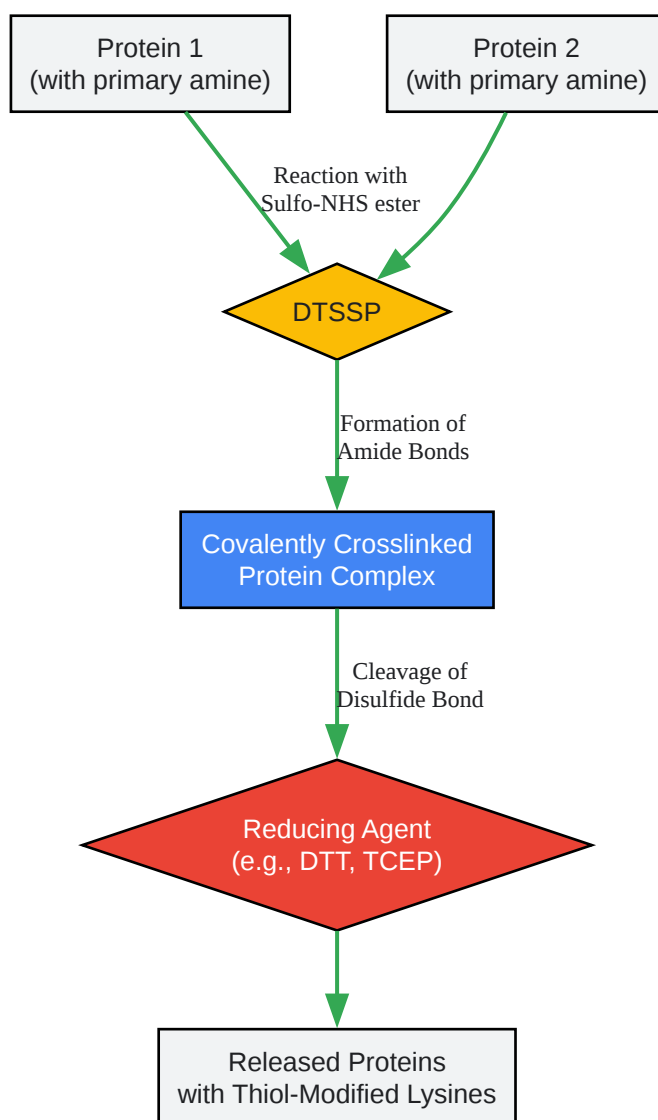 Protein 1
(with primary amine)
Protein 2
(with primary amine)
Reaction with
Sulfo-NHS ester
DTSSP
Formation of
Amide Bonds
Covalently Crosslinked
Protein Complex
Cleavage of
Disulfide Bond
Reducing Agent
(e.g., DTT, TCEP)
Released Proteins
with Thiol-Modified Lysines